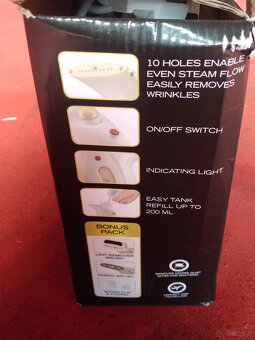 10 HOLES ENABLE
EVEN STEAM FLOW
EASILY REMOVES
WRINKLES
ON/OFF SWITCH
INDICATING LIGHT
EASY TANK
REFILL UP TO
200 ML
BONUS
PACK
LINT REMOVER
BRUSH
FABRIC BRUSH